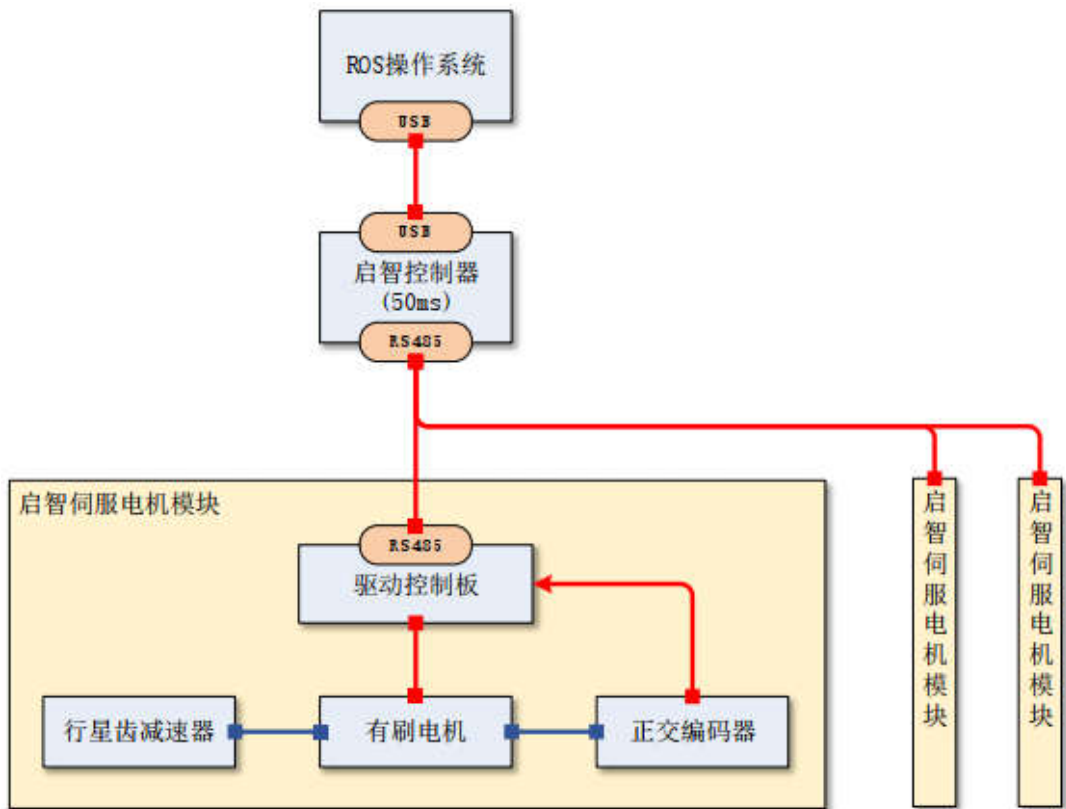 ROS操作系统
USB
USB
启智控制器
(50ms)
RS485
启智伺服电机模块
RS485
驱动控制板
行星齿减速器
有刷电机
正交编码器
启智伺服电机模块
启智伺服电机模块